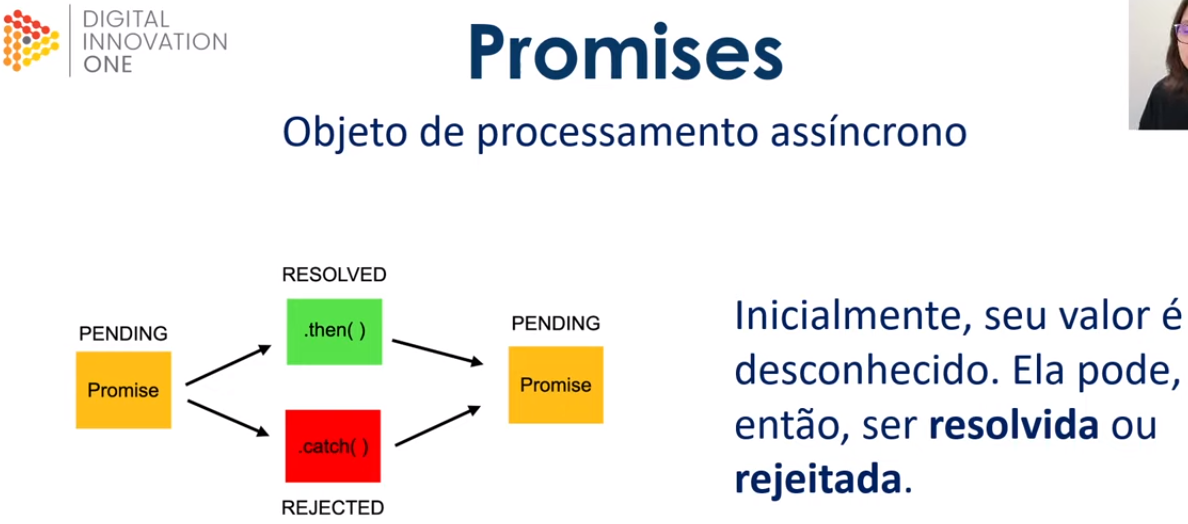 DIGITAL
INNOVATION
ONE
Promises
Objeto de processamento assíncrono
RESOLVED
.then( )
PENDING
Promise
PENDING
Promise
.catch( )
REJECTED
Inicialmente, seu valor é
desconhecido. Ela pode,
então, ser resolvida ou
rejeitada.